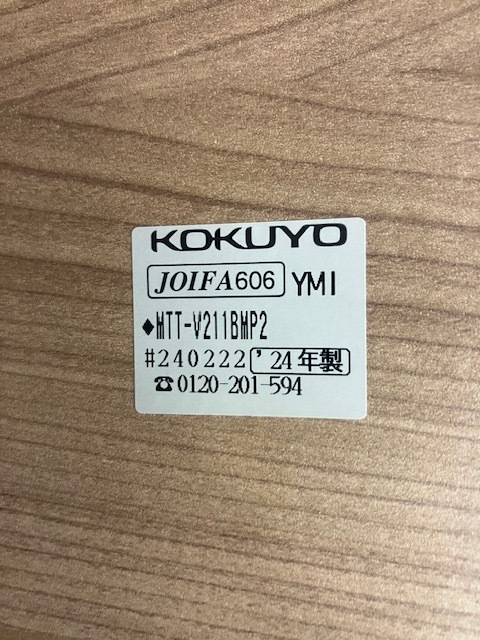 KOKUYO
JOIFA606 YMI
◆MTT-V211BMP2
#240222 '24年製
☎0120-201-594